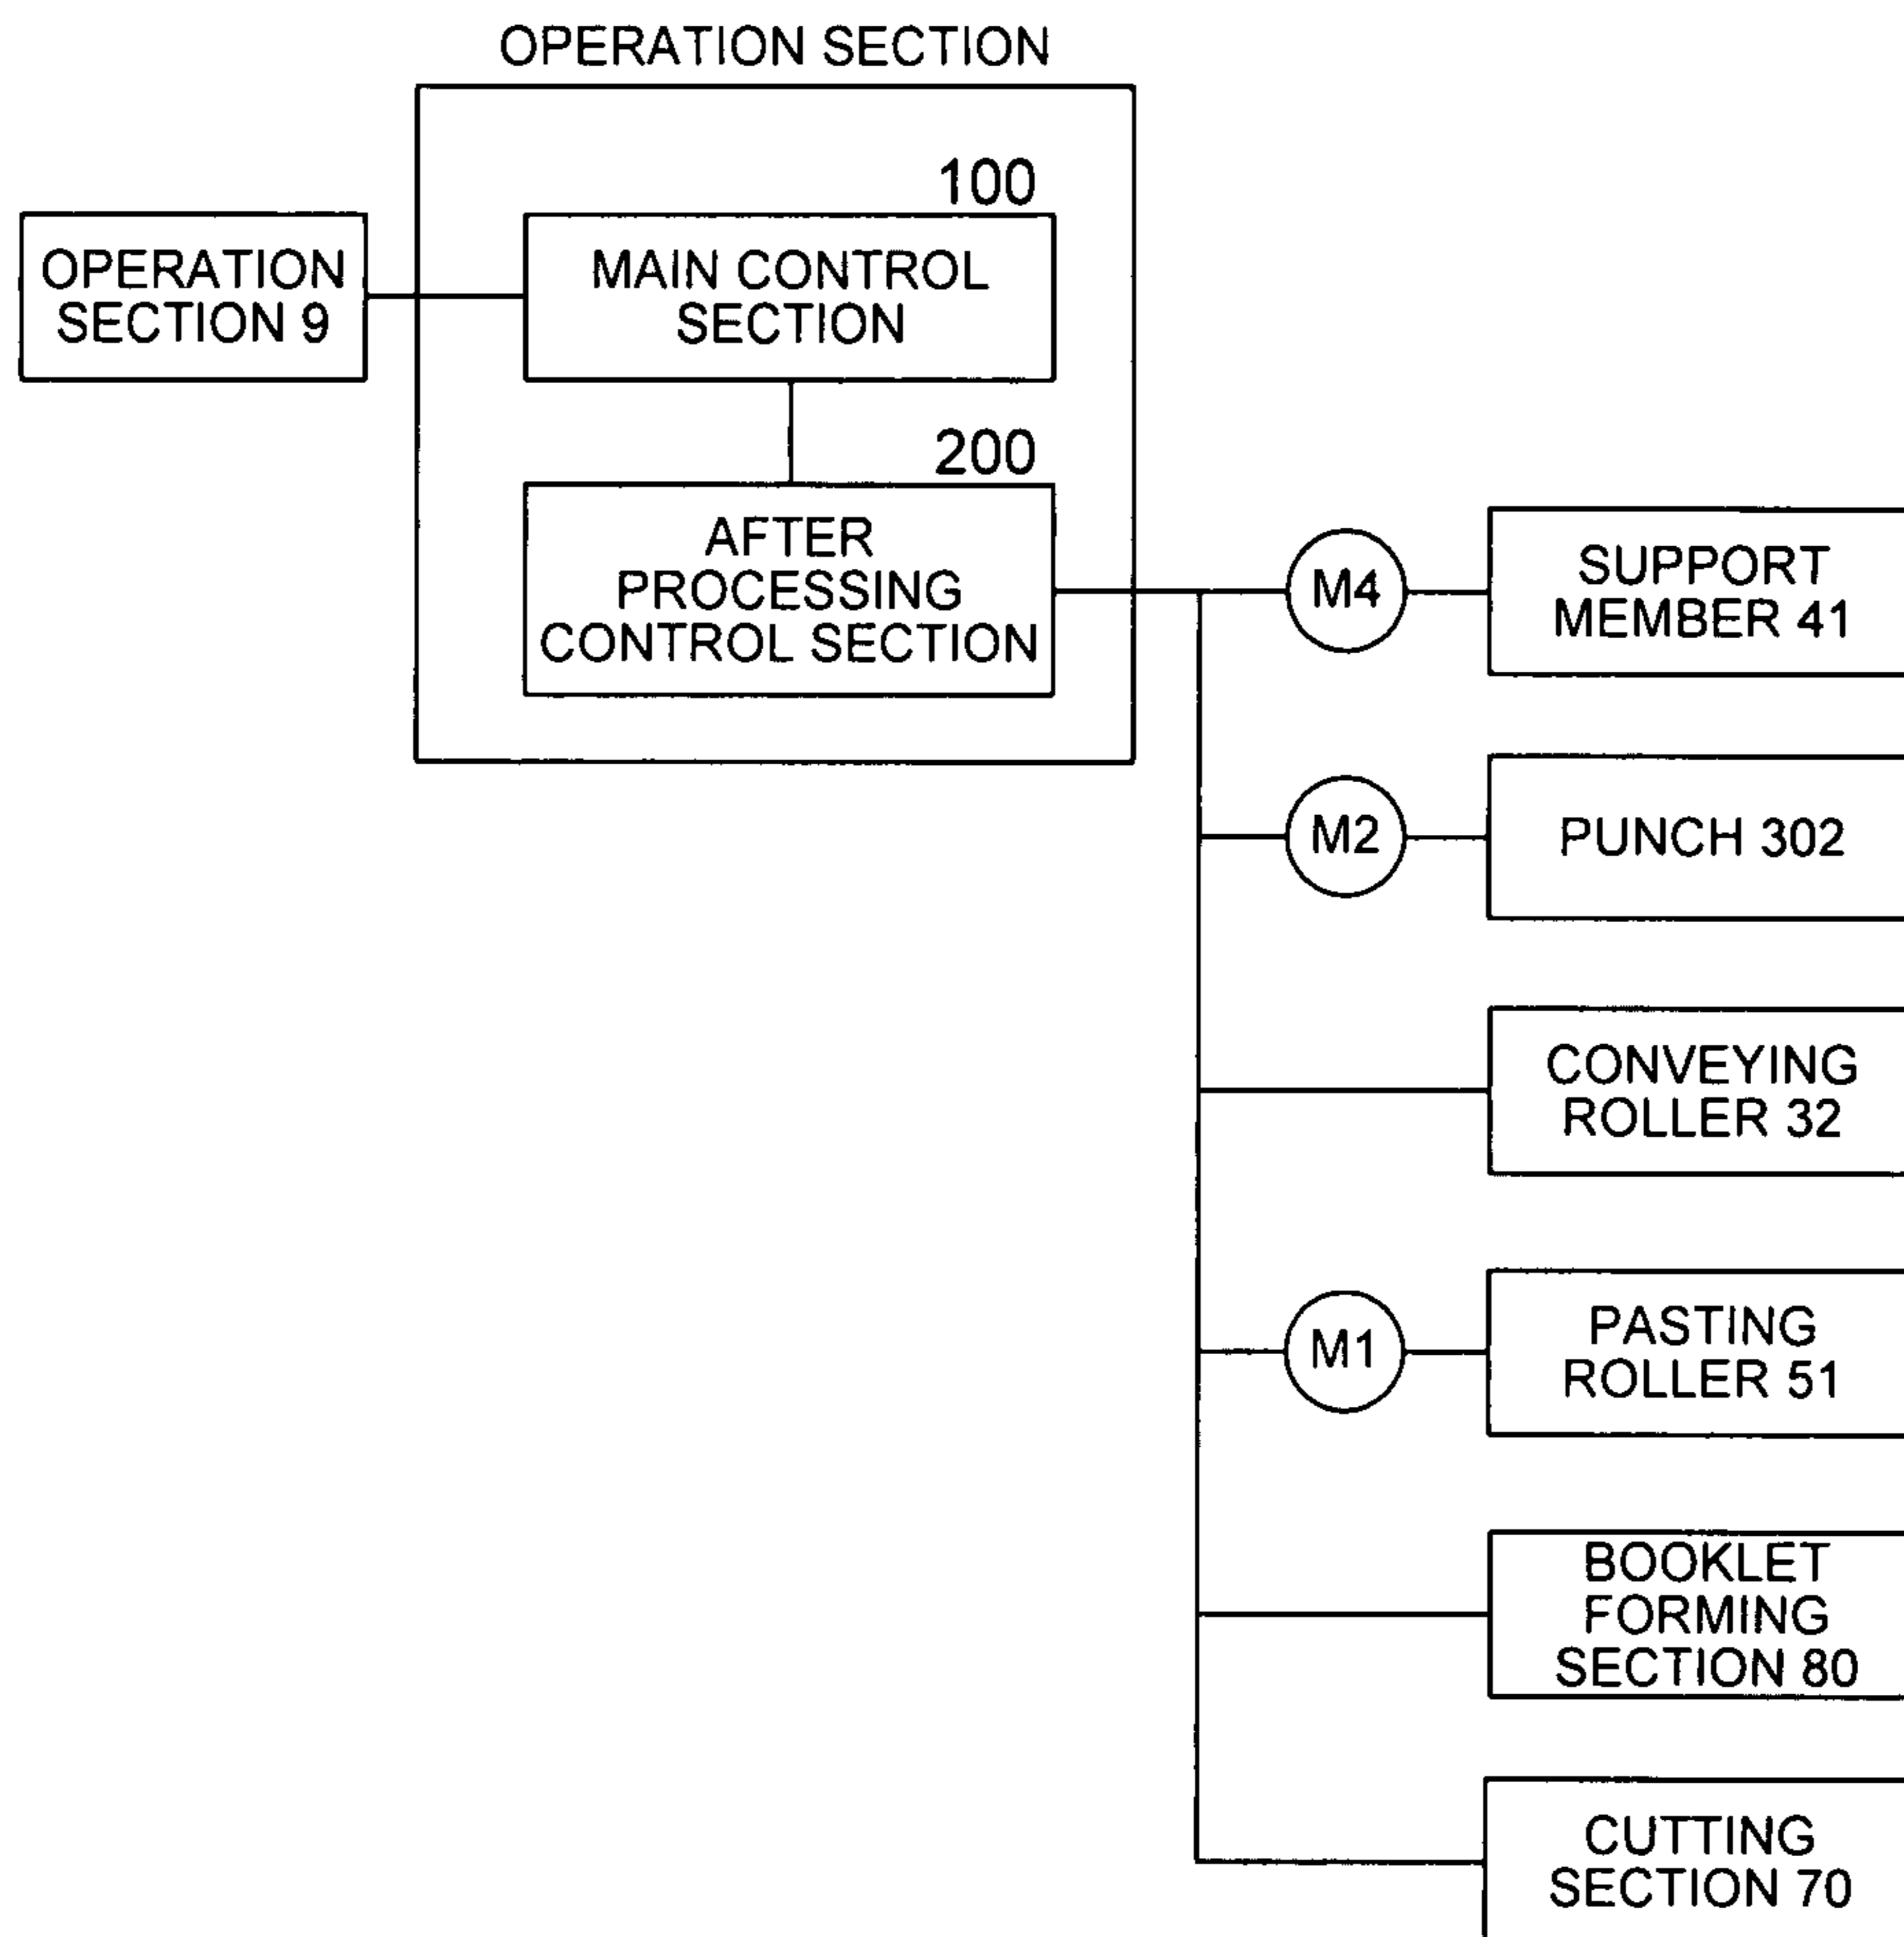 OPERATION SECTION
100
OPERATION
SECTION 9
MAIN CONTROL
SECTION
200
AFTER
PROCESSING
CONTROL SECTION
M4
SUPPORT
MEMBER 41
M2
PUNCH 302
CONVEYING
ROLLER 32
M1
PASTING
ROLLER 51
BOOKLET
FORMING
SECTION 80
CUTTING
SECTION 70